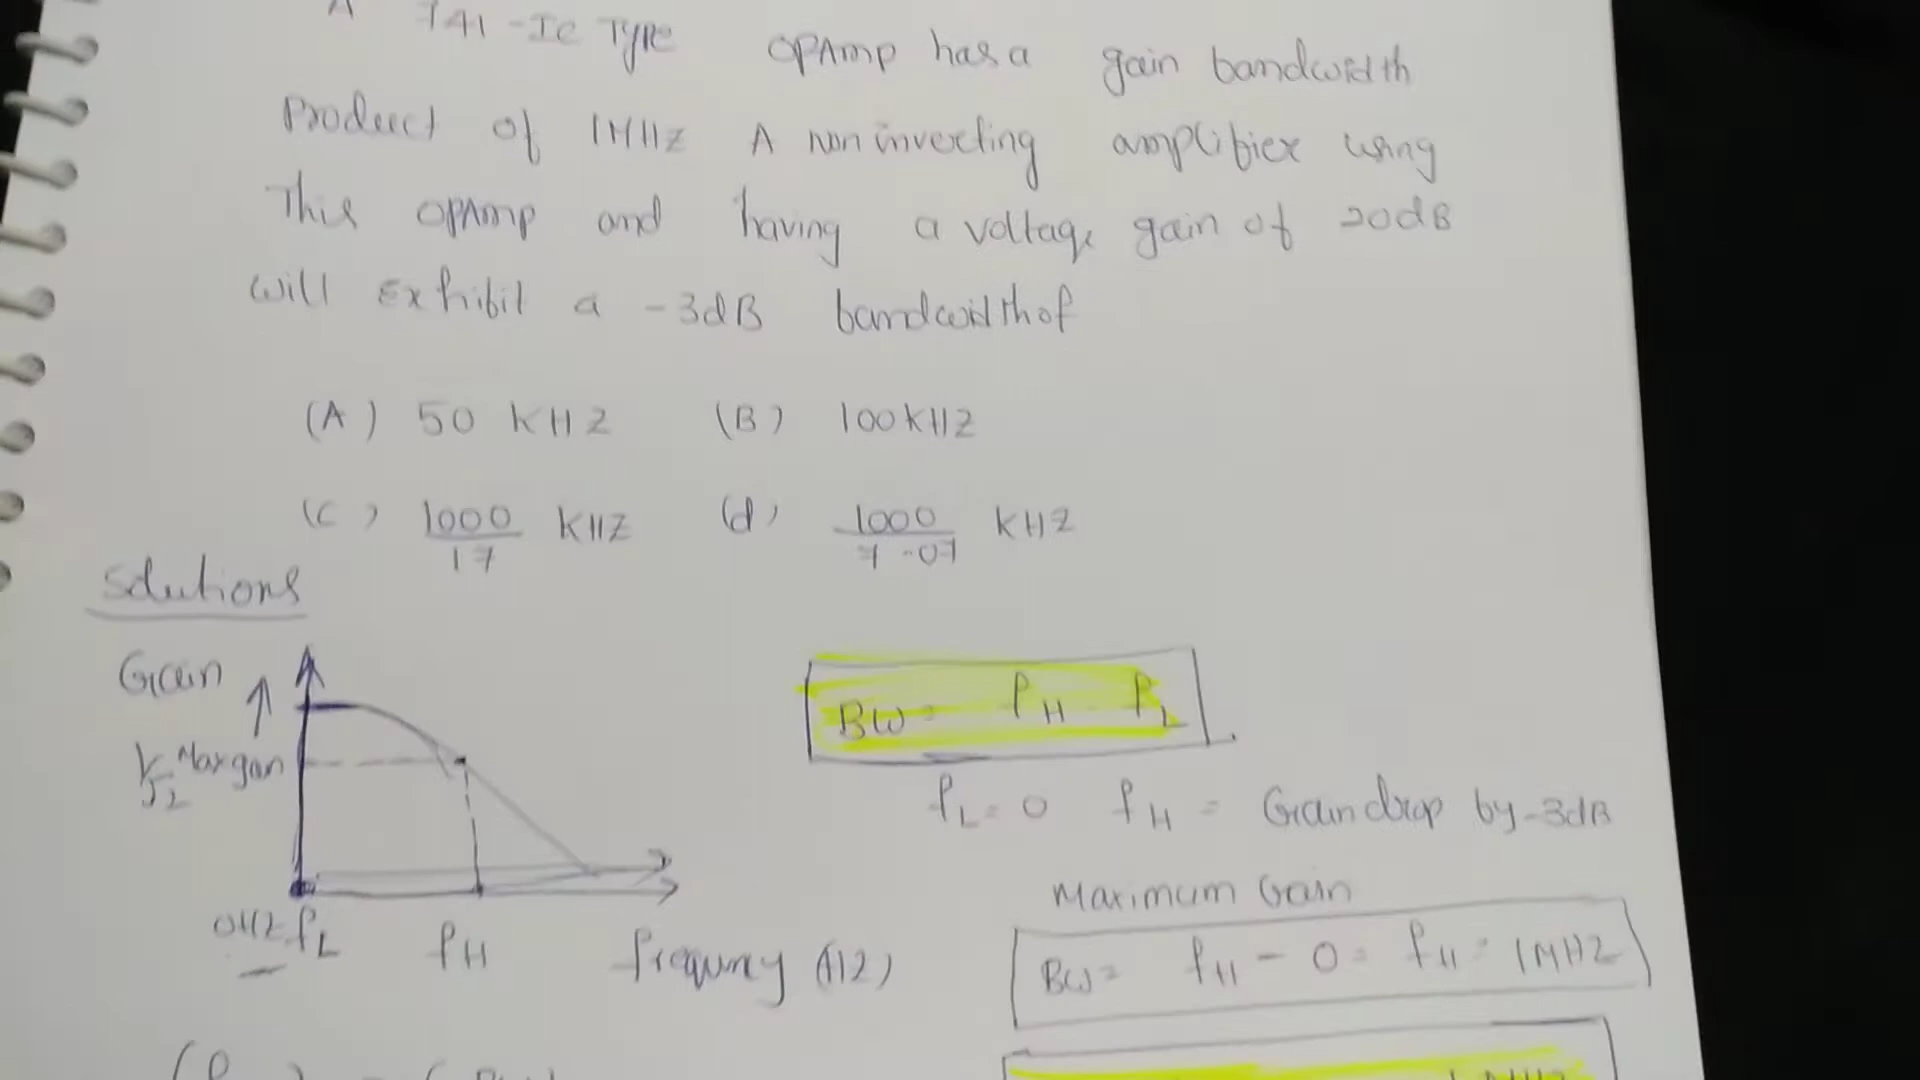 A 741-IC Type OPAmp has a gain bandwidth
Product of 1MHz A non inverting amplifier using
This OPAmp and having a voltage gain of 20dB
will Exhibit a -3dB bandwidth of
(A) 50 KHZ (B) 100KHZ
(C) 1000/17 KHZ (d) 1000/7.07 KHZ
Solutions
Gain
1/√2 Max gan
BW = fH - fL
fL = 0 fH = Gain drop by -3dB
Maximum Gain
BW = fH - 0 = fH = 1MHZ
0HZ fL fH frequency (HZ)